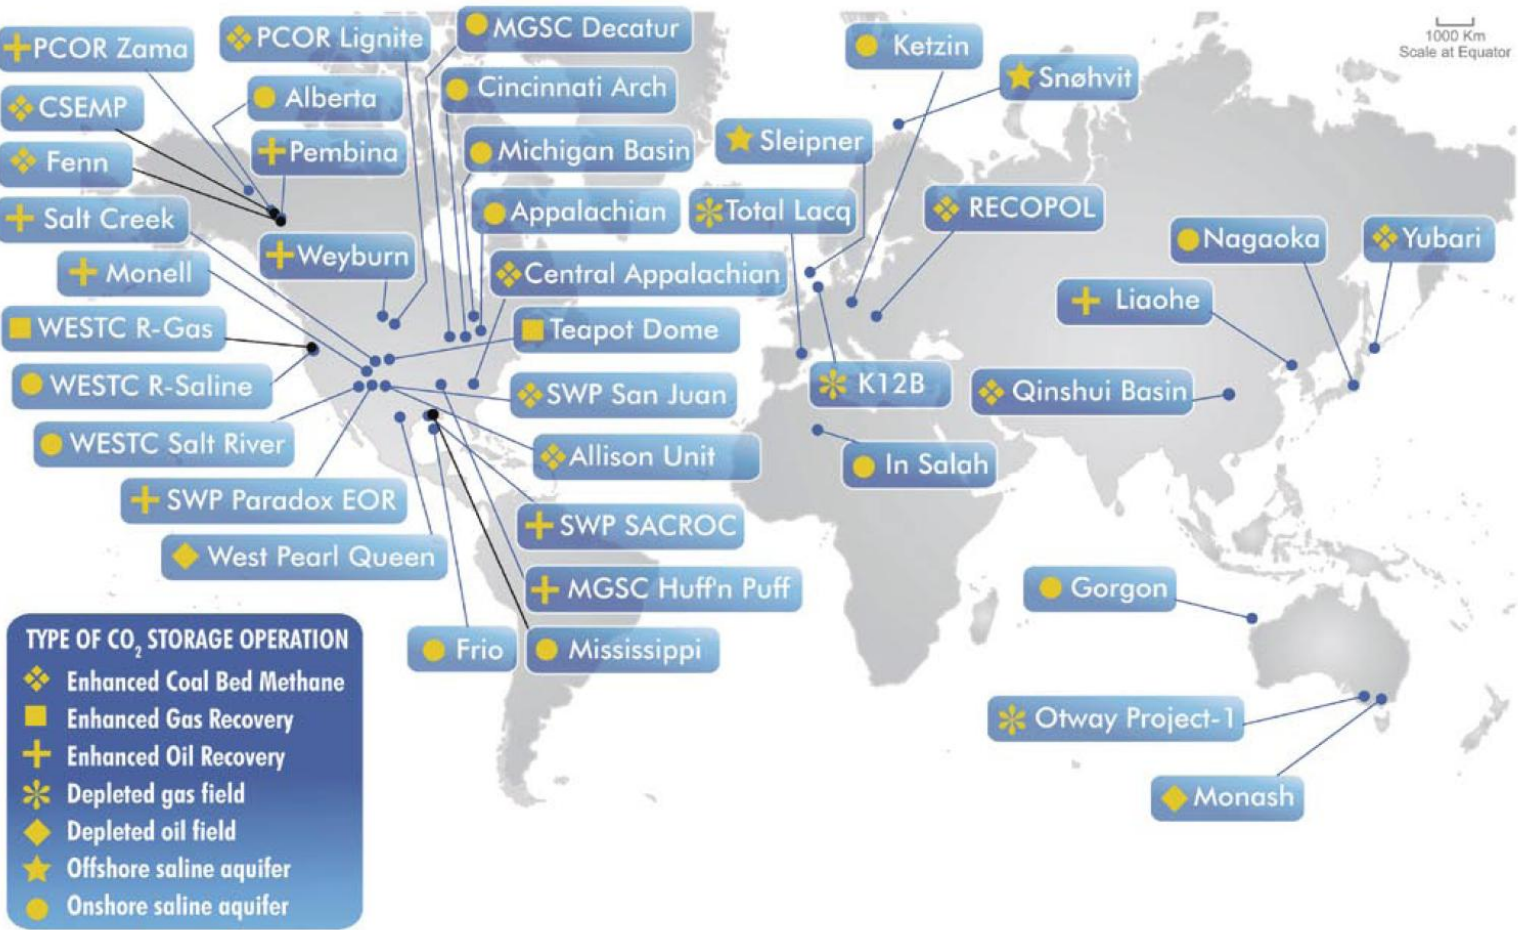 PCOR Zama
PCOR Lignite
MGSC Decatur
Ketzin
1000 Km
Scale at Equator
Snøhvit
CSEMP
Alberta
Cincinnati Arch
Fenn
Pembina
Michigan Basin
Sleipner
Salt Creek
Appalachian
Total Lacq
RECOPOL
Nagaoka
Yubari
Monell
Weyburn
Central Appalachian
Liaohe
WESTC R-Gas
Teapot Dome
WESTC R-Saline
SWP San Juan
K12B
Qinshui Basin
WESTC Salt River
Allison Unit
In Salah
SWP Paradox EOR
SWP SACROC
West Pearl Queen
MGSC Huff'n Puff
Gorgon
Frio
Mississippi
Otway Project-1
Monash
TYPE OF CO₂ STORAGE OPERATION
Enhanced Coal Bed Methane
Enhanced Gas Recovery
Enhanced Oil Recovery
Depleted gas field
Depleted oil field
Offshore saline aquifer
Onshore saline aquifer